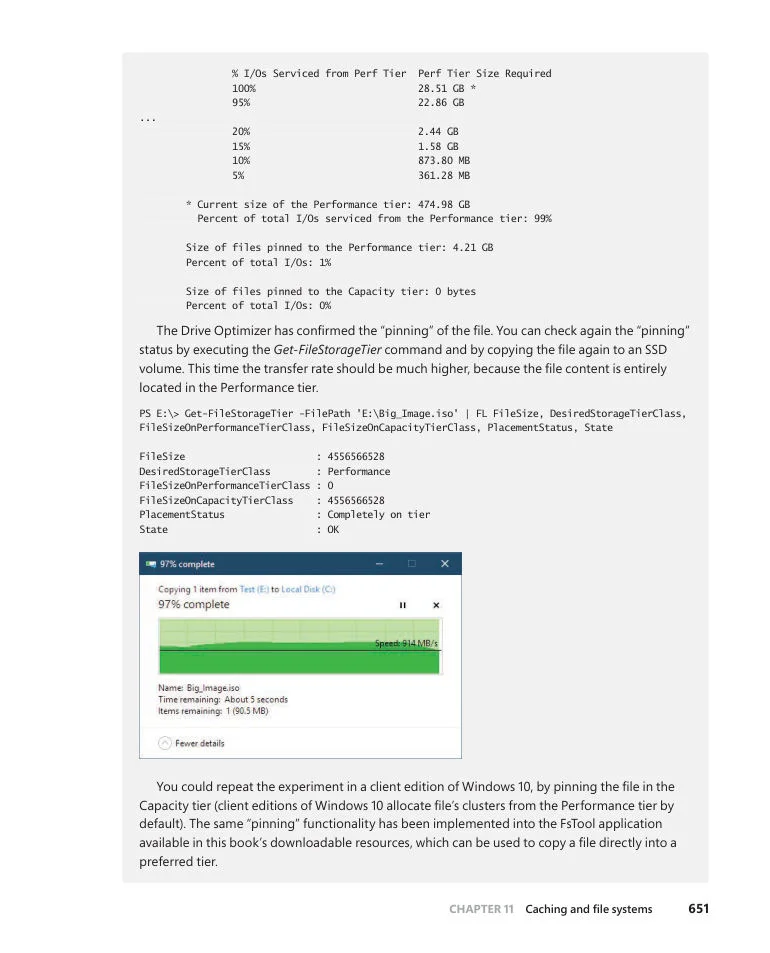 % I/Os Serviced from Perf Tier Perf Tier Size Required
100% 28.51 GB *
95% 22.86 GB
...
20% 2.44 GB
15% 1.58 GB
10% 873.80 MB
5% 361.28 MB
* Current size of the Performance tier: 474.98 GB
Percent of total I/Os serviced from the Performance tier: 99%
Size of files pinned to the Performance tier: 4.21 GB
Percent of total I/Os: 1%
Size of files pinned to the Capacity tier: 0 bytes
Percent of total I/Os: 0%
The Drive Optimizer has confirmed the “pinning” of the file. You can check again the “pinning”
status by executing the Get-FileStorageTier command and by copying the file again to an SSD
volume. This time the transfer rate should be much higher, because the file content is entirely
located in the Performance tier.
PS E:\> Get-FileStorageTier -FilePath 'E:\Big_Image.iso' | FL FileSize, DesiredStorageTierClass,
FileSizeOnPerformanceTierClass, FileSizeOnCapacityTierClass, PlacementStatus, State
FileSize : 4556566528
DesiredStorageTierClass : Performance
FileSizeOnPerformanceTierClass : 0
FileSizeOnCapacityTierClass : 4556566528
PlacementStatus : Completely on tier
State : OK
97% complete
Copying 1 item from Test (E:) to Local Disk (C:)
97% complete
Speed: 914 MB/s
Name: Big_Image.iso
Time remaining: About 5 seconds
Items remaining: 1 (90.5 MB)
Fewer details
You could repeat the experiment in a client edition of Windows 10, by pinning the file in the
Capacity tier (client editions of Windows 10 allocate file’s clusters from the Performance tier by
default). The same “pinning” functionality has been implemented into the FsTool application
available in this book’s downloadable resources, which can be used to copy a file directly into a
preferred tier.
CHAPTER 11 Caching and file systems 651